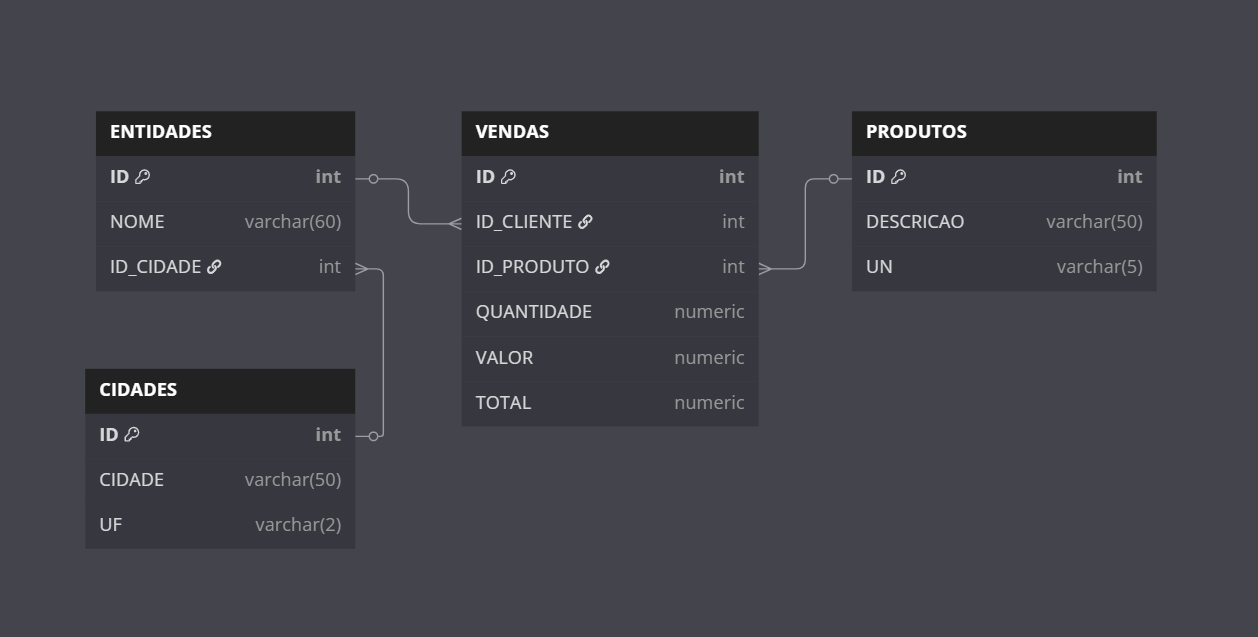 ENTIDADES
ID int
NOME varchar(60)
ID_CIDADE int
CIDADES
ID int
CIDADE varchar(50)
UF varchar(2)
VENDAS
ID int
ID_CLIENTE int
ID_PRODUTO int
QUANTIDADE numeric
VALOR numeric
TOTAL numeric
PRODUTOS
ID int
DESCRICAO varchar(50)
UN varchar(5)